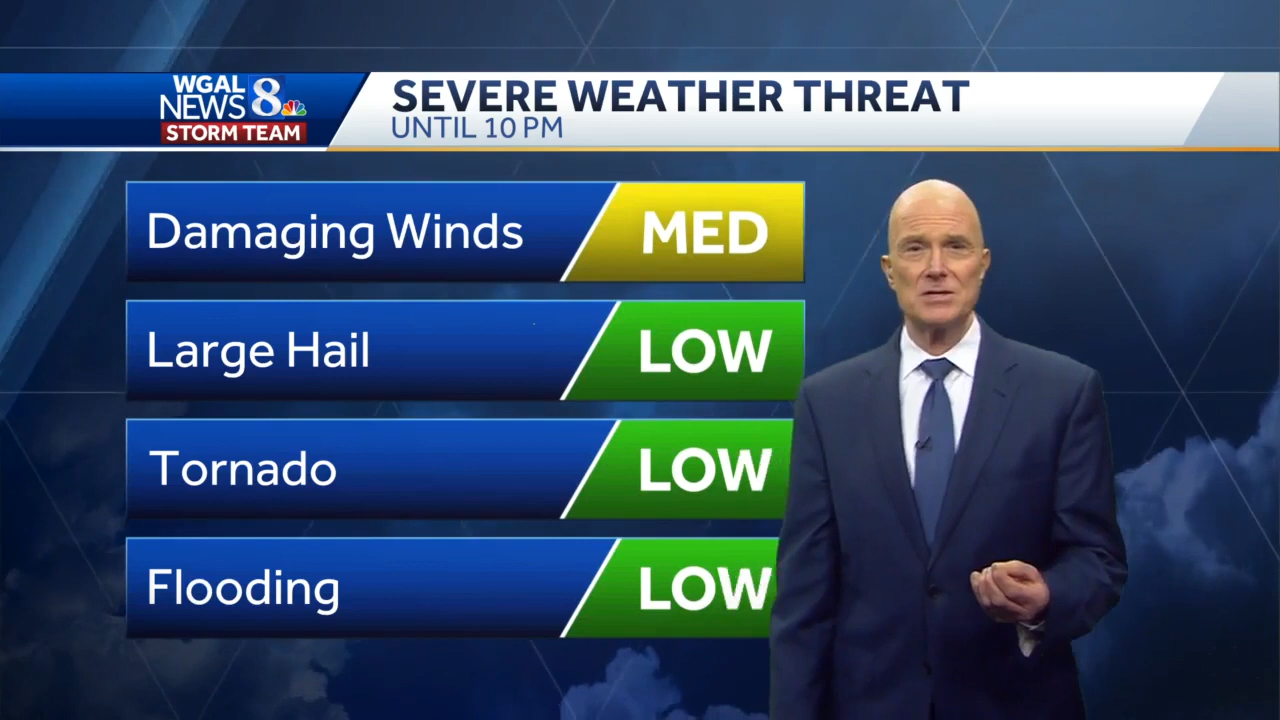 WGAL
NEWS 8
STORM TEAM
SEVERE WEATHER THREAT
UNTIL 10 PM
Damaging Winds MED
Large Hail LOW
Tornado LOW
Flooding LOW